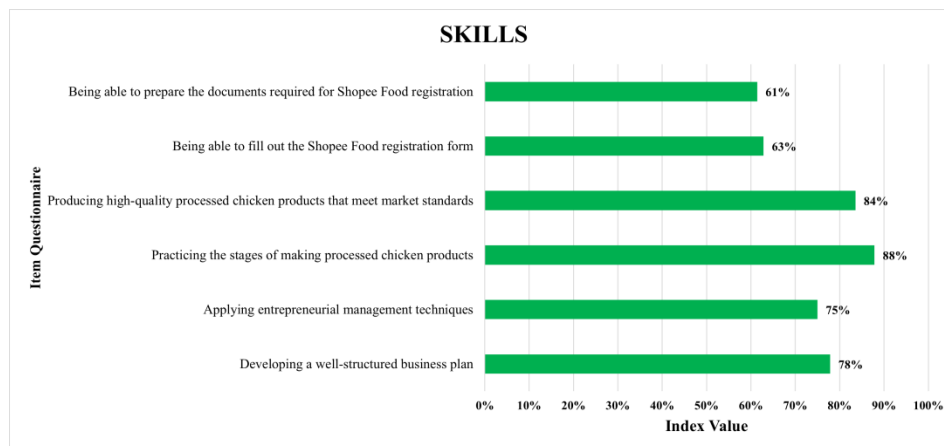 SKILLS
Being able to prepare the documents required for Shopee Food registration
61%
Being able to fill out the Shopee Food registration form
63%
Producing high-quality processed chicken products that meet market standards
84%
Practicing the stages of making processed chicken products
88%
Applying entrepreneurial management techniques
75%
Developing a well-structured business plan
78%
Item Questionnaire
0% 10% 20% 30% 40% 50% 60% 70% 80% 90% 100%
Index Value